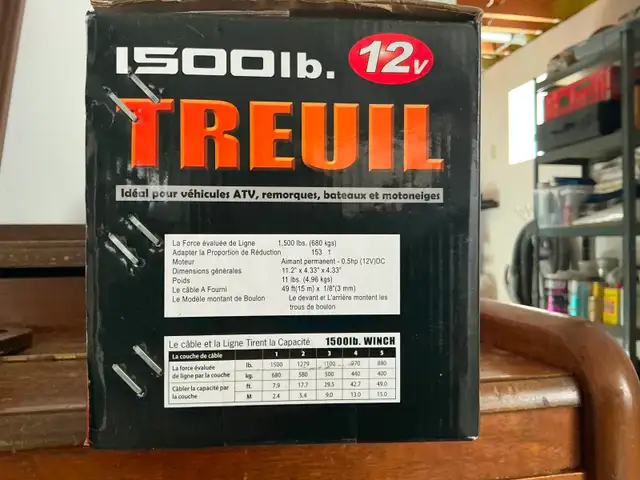 1500lb. 12V
TREUIL
Idéal pour véhicules ATV, remorques, bateaux et motoneiges
La Force évaluée de Ligne 1,500 lbs. (680 kgs)
Adapter la Proportion de Réduction 153 1
Moteur Aimant permanent - 0.5hp (12V)DC
Dimensions générales 11.2" x 4.33" x 4.33"
Poids 11 lbs. (4,96 kgs)
Le câble A Fourni 49 ft(15 m) x 1/8"(3 mm)
Le Modèle montant de Boulon Le devant et L'arrière montent les
trous de boulon
Le câble et la Ligne Tirent la Capacité 1500lb. WINCH
La couche de câble 1 2 3 4 5
La force évaluée
de ligne par la couche
lb. 1500 1279 1100 970 880
kg. 680 580 500 440 400
Câbler la capacité par
la couche
ft. 7.9 17.7 29.5 42.7 49.0
M 2.4 5.4 9.0 13.0 15.0